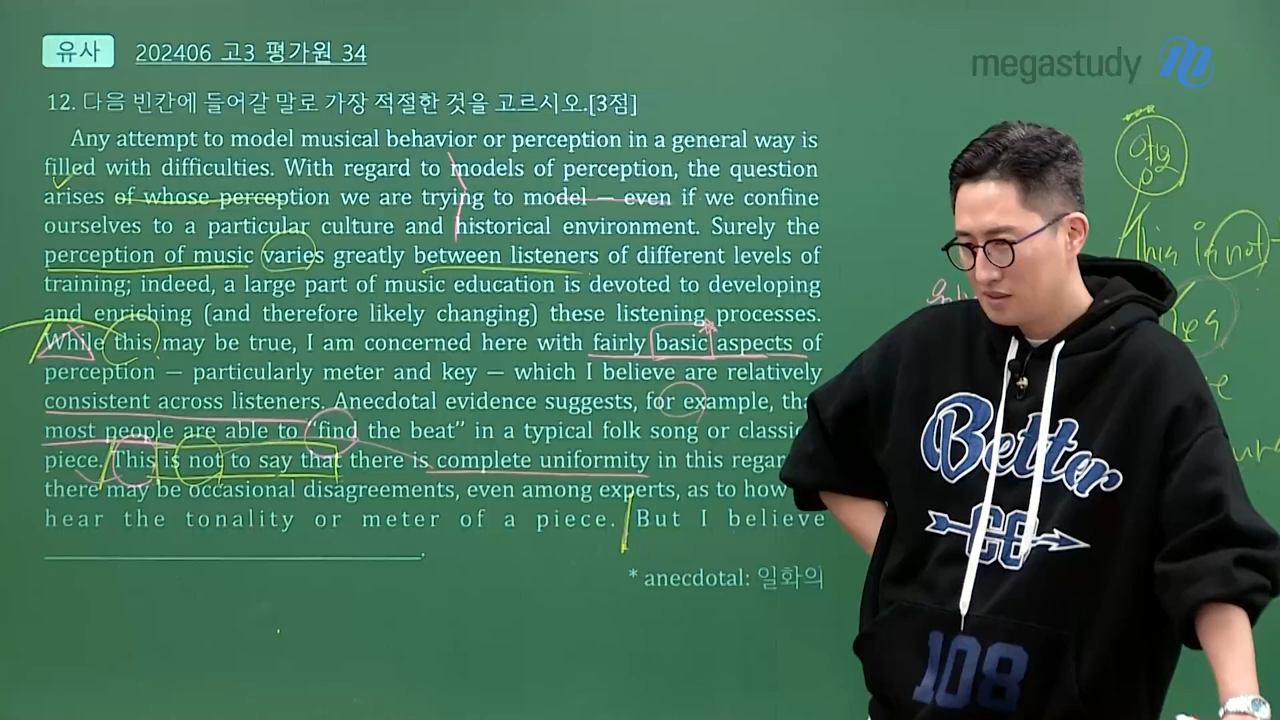 유사 202406 고3 평가원 34
megastudy
12. 다음 빈칸에 들어갈 말로 가장 적절한 것을 고르시오.[3점]
Any attempt to model musical behavior or perception in a general way is
filled with difficulties. With regard to models of perception, the question
arises of whose perception we are trying to model – even if we confine
ourselves to a particular culture and historical environment. Surely the
perception of music varies greatly between listeners of different levels of
training; indeed, a large part of music education is devoted to developing
and enriching (and therefore likely changing) these listening processes.
While this may be true, I am concerned here with fairly basic aspects of
perception – particularly meter and key – which I believe are relatively
consistent across listeners. Anecdotal evidence suggests, for example, tha
most people are able to “find the beat” in a typical folk song or classic
piece. This is not to say that there is complete uniformity in this regar
there may be occasional disagreements, even among experts, as to how
hear the tonality or meter of a piece. But I believe
* anecdotal: 일화의
This is not
Better
108